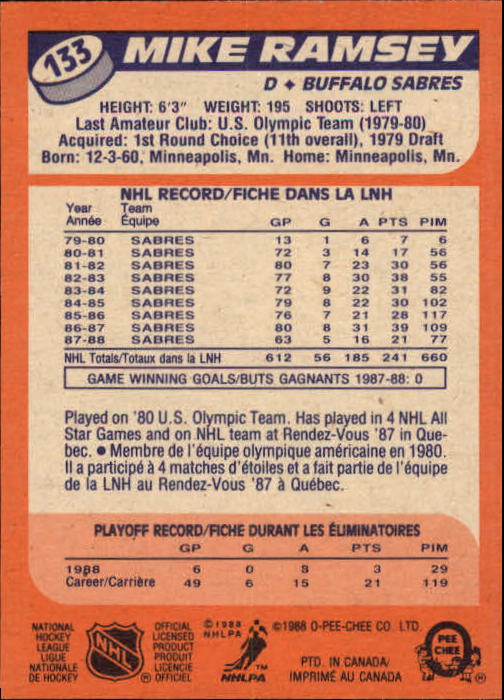 133 MIKE RAMSEY
D ♦ BUFFALO SABRES
HEIGHT: 6'3" WEIGHT: 195 SHOOTS: LEFT
Last Amateur Club: U.S. Olympic Team (1979-80)
Acquired: 1st Round Choice (11th overall), 1979 Draft
Born: 12-3-60, Minneapolis, Mn. Home: Minneapolis, Mn.
NHL RECORD/FICHE DANS LA LNH
Year Team
Année Équipe GP G A PTS PIM
79-80 SABRES 13 1 6 7 6
80-81 SABRES 72 3 14 17 56
81-82 SABRES 80 7 23 30 56
82-83 SABRES 77 8 30 38 55
83-84 SABRES 72 9 22 31 82
84-85 SABRES 79 8 22 30 102
85-86 SABRES 76 7 21 28 117
86-87 SABRES 80 8 31 39 109
87-88 SABRES 63 5 16 21 77
NHL Totals/Totaux dans la LNH 612 56 185 241 660
GAME WINNING GOALS/BUTS GAGNANTS 1987-88: 0
Played on '80 U.S. Olympic Team. Has played in 4 NHL All
Star Games and on NHL team at Rendez-Vous '87 in Que-
bec. ● Membre de l'équipe olympique américaine en 1980.
Il a participé à 4 matches d'étoiles et a fait partie de l'équipe
de la LNH au Rendez-Vous '87 à Québec.
PLAYOFF RECORD/FICHE DURANT LES ÉLIMINATOIRES
GP G A PTS PIM
1988 6 0 3 3 29
Career/Carrière 49 6 15 21 119
NATIONAL
HOCKEY
LEAGUE
LIGUE
NATIONALE
DE HOCKEY
NHL
®
OFFICIAL
LICENSED
PRODUCT
PRODUIT
LICENCIE
OFFICIEL
© 1988
NHLPA
TM
NHLPA
©1988 O-PEE-CHEE CO. LTD.
PTD. IN CANADA/
IMPRIMÉ AU CANADA
O PEE CHEE